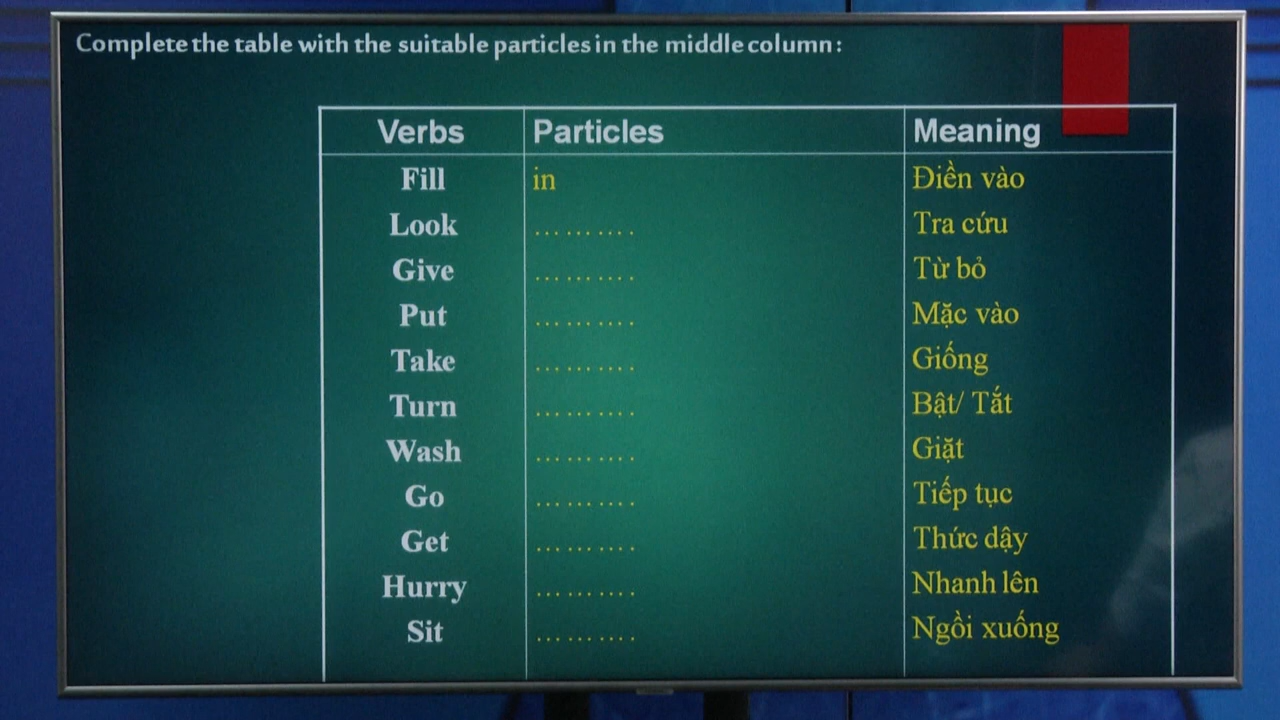 Complete the table with the suitable particles in the middle column:
Verbs Particles Meaning
Fill in Điền vào
Look ………. Tra cứu
Give ………. Từ bỏ
Put ………. Mặc vào
Take ………. Giống
Turn ………. Bật/ Tắt
Wash ………. Giặt
Go ………. Tiếp tục
Get ………. Thức dậy
Hurry ………. Nhanh lên
Sit ………. Ngồi xuống